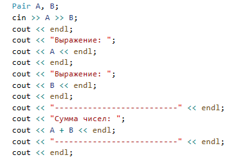 Pair A, B;
cin >> A >> B;
cout << endl;
cout << "Выражение: ";
cout << A << endl;
cout << endl;
cout << "Выражение: ";
cout << B << endl;
cout << endl;
cout << "--------------------------" << endl;
cout << "Сумма чисел: ";
cout << A + B << endl;
cout << "--------------------------" << endl;
cout << endl;